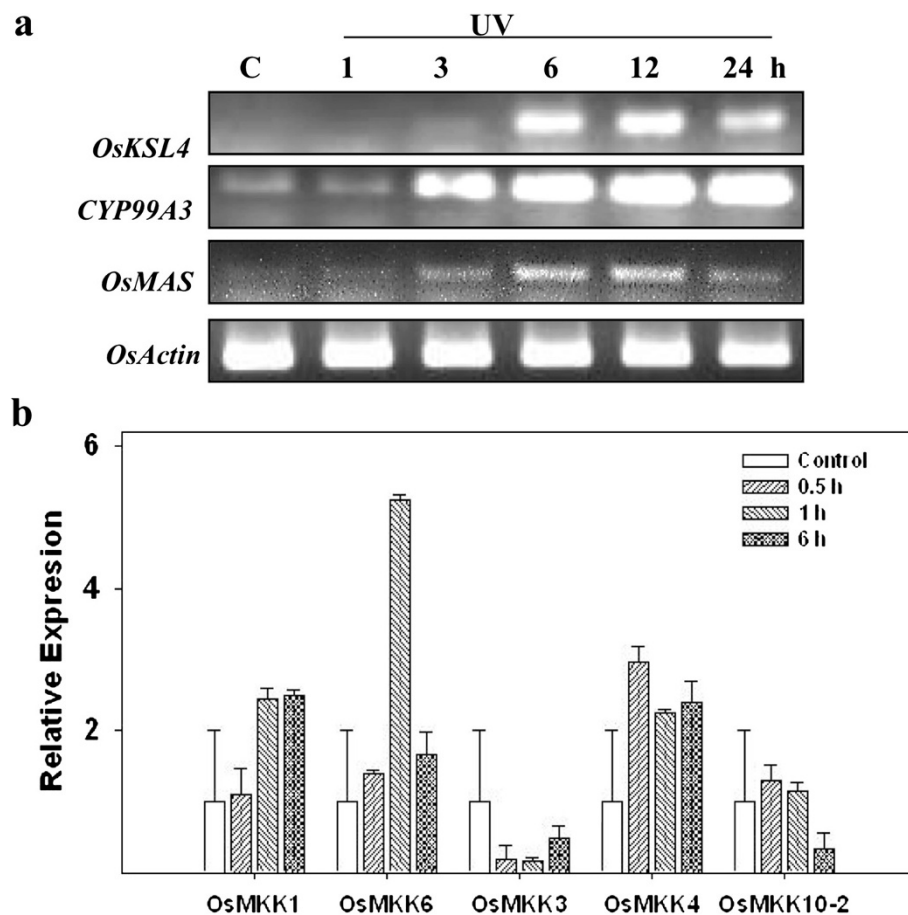 a
UV
C 1 3 6 12 24 h
OsKSL4
CYP99A3
OsMAS
OsActin
b
Relative Expresion
6
4
2
Control
0.5 h
1 h
6 h
OsMKK1 OsMKK6 OsMKK3 OsMKK4 OsMKK10-2